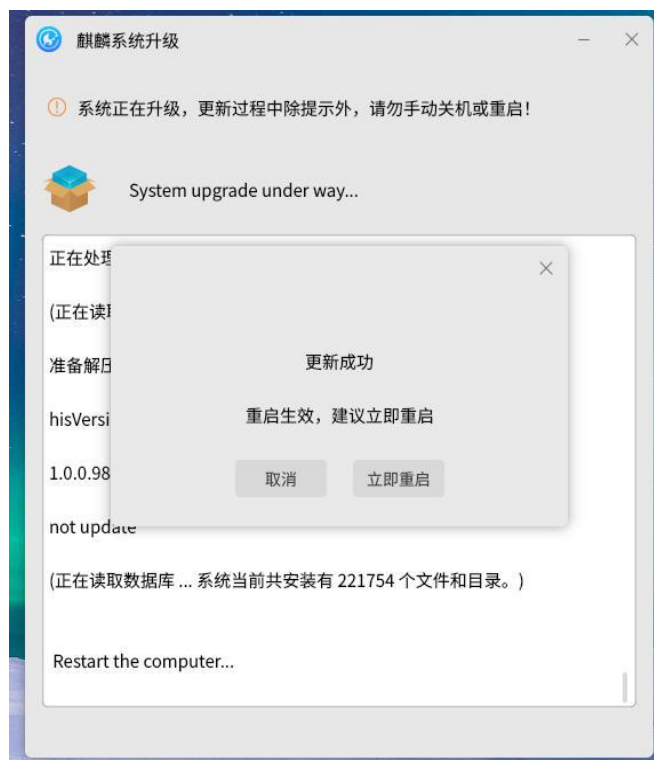 麒麟系统升级
系统正在升级，更新过程中除提示外，请勿手动关机或重启！
System upgrade under way...
正在处理
(正在读
准备解压
hisVersi
1.0.0.98
not update
(正在读取数据库 ... 系统当前共安装有 221754 个文件和目录。)
Restart the computer...
更新成功
重启生效，建议立即重启
取消
立即重启